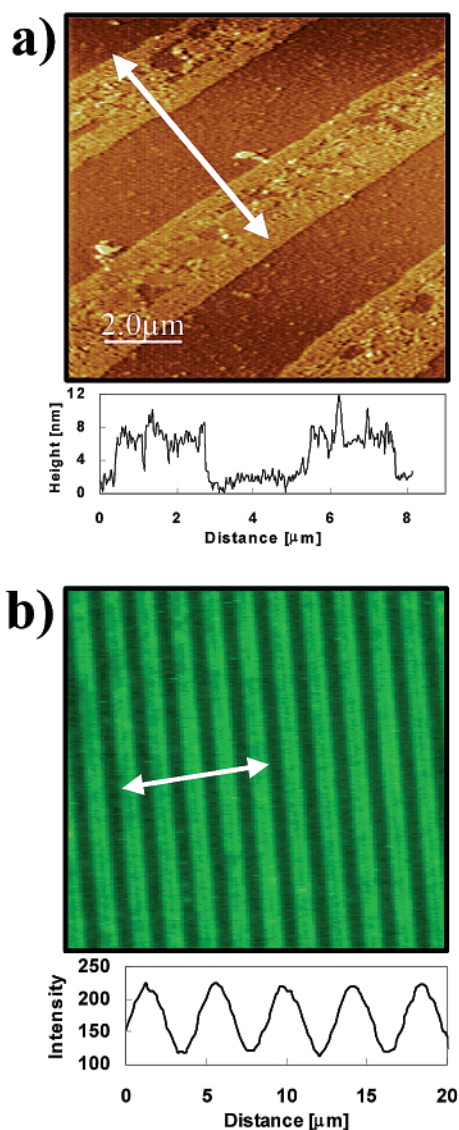 a)
2.0μm
12
8
4
0
Height [nm]
0 2 4 6 8
Distance [μm]
b)
250
200
150
100
Intensity
0 5 10 15 20
Distance [μm]